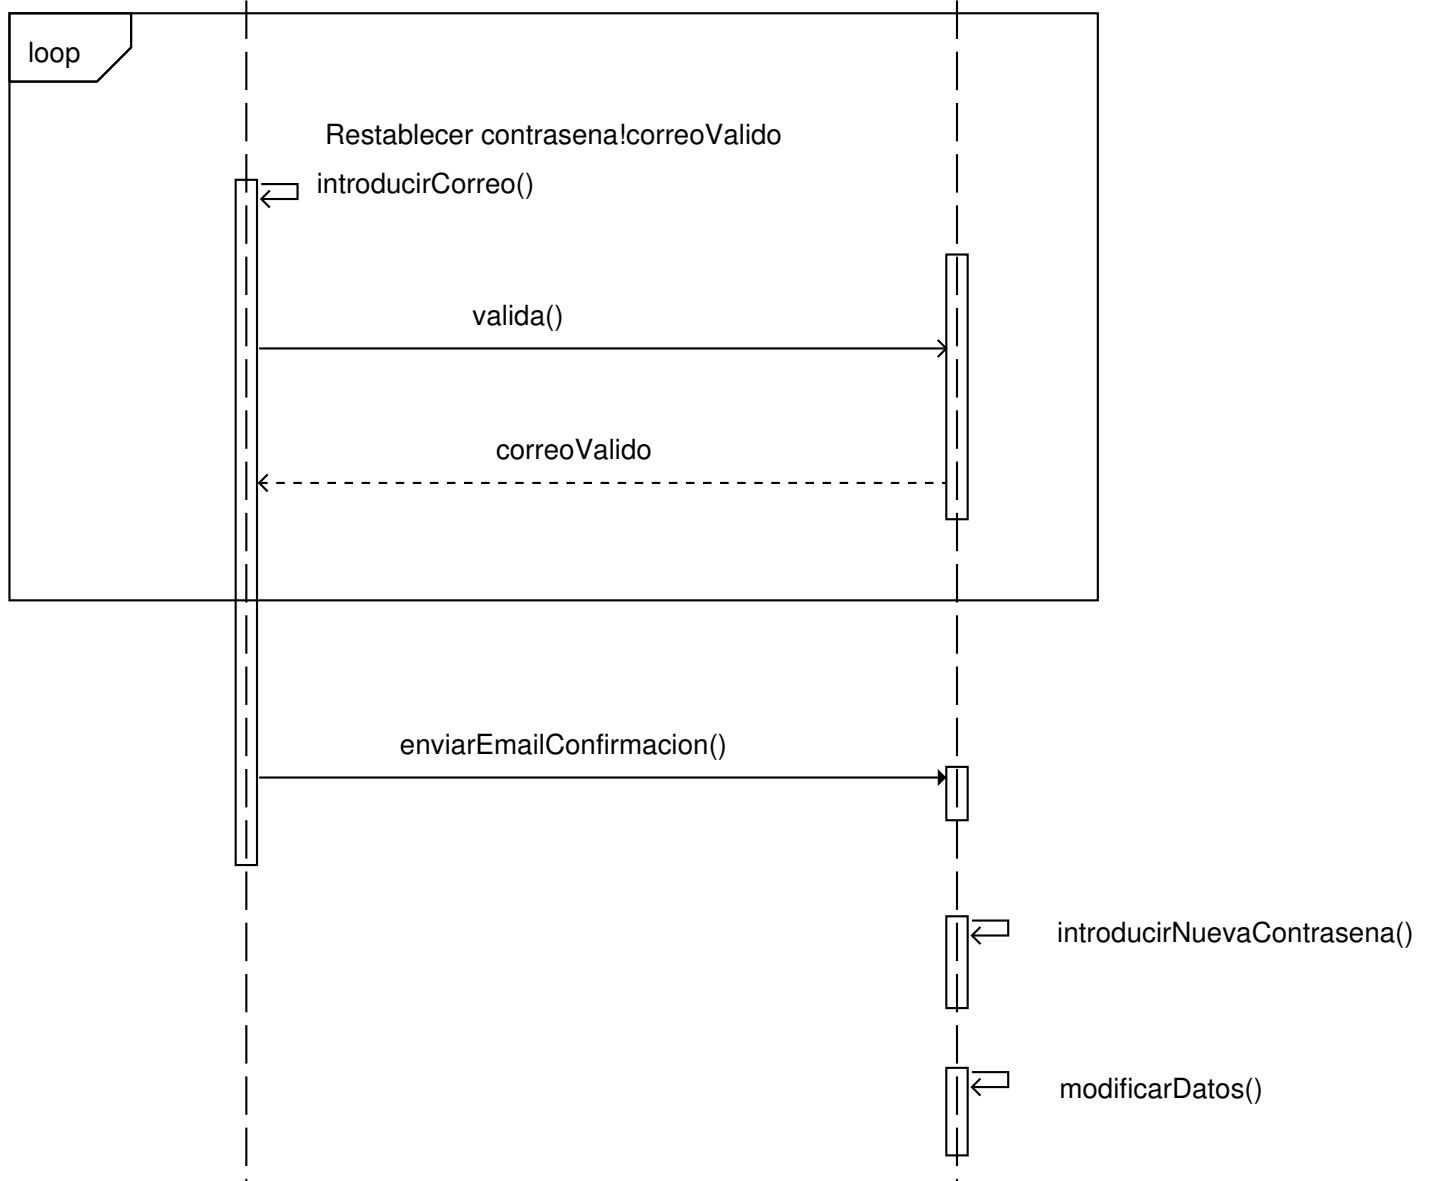 loop
Restablecer contrasena!correoValido
introducirCorreo()
valida()
correoValido
enviarEmailConfirmacion()
introducirNuevaContrasena()
modificarDatos()